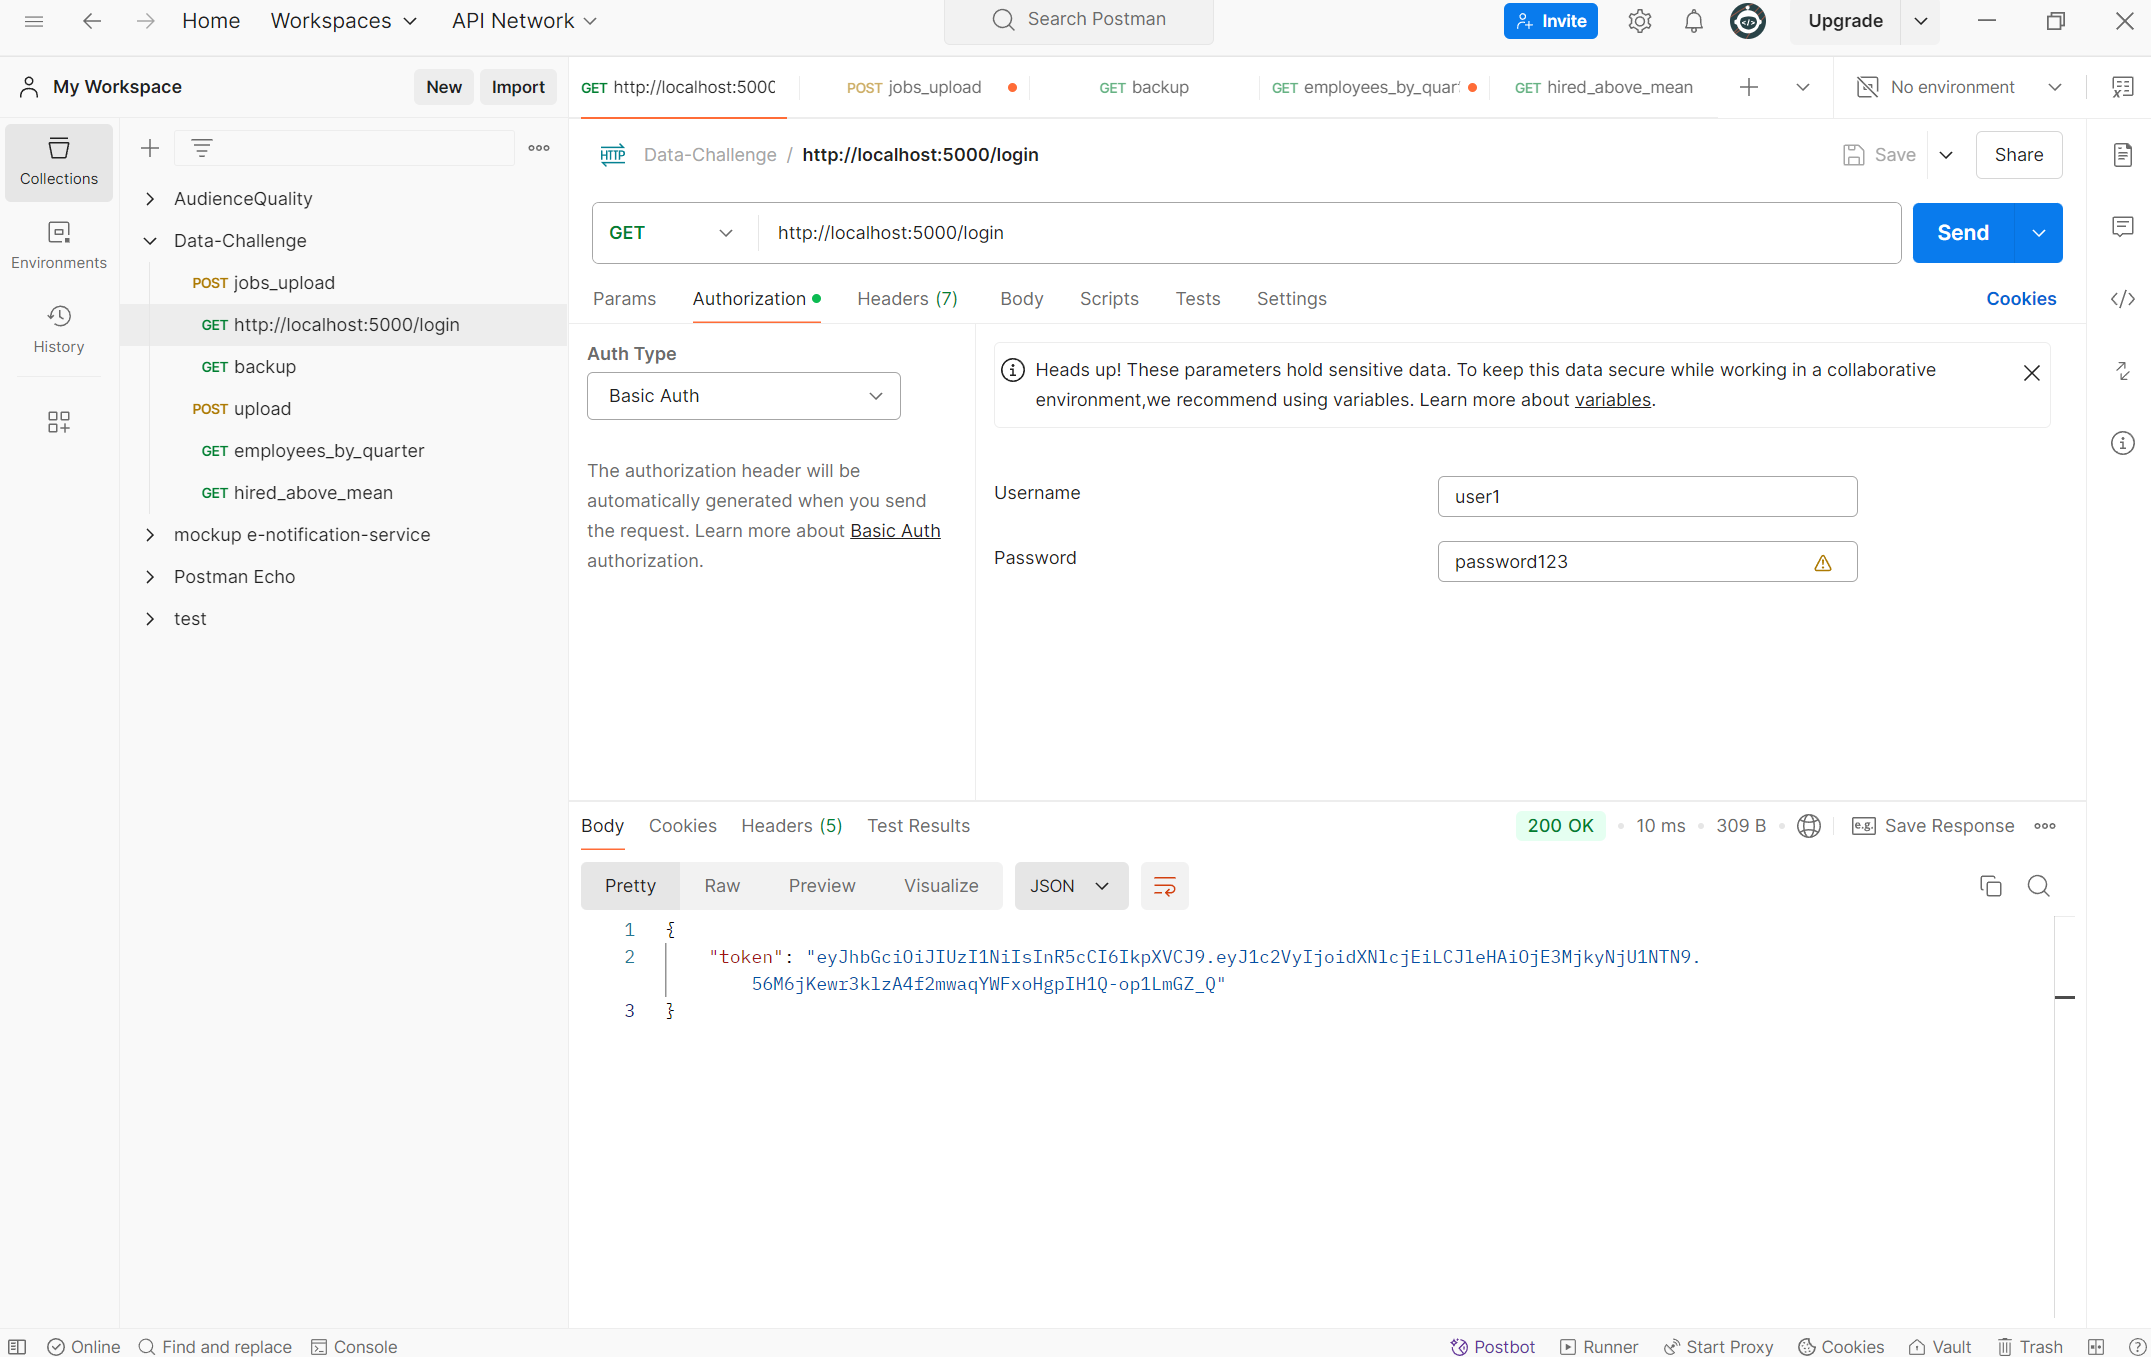 Home Workspaces API Network Search Postman Invite Upgrade
My Workspace New Import
GET http://localhost:5000 POST jobs_upload GET backup GET employees_by_quar GET hired_above_mean No environment
Collections
Environments
History
AudienceQuality
Data-Challenge
POST jobs_upload
GET http://localhost:5000/login
GET backup
POST upload
GET employees_by_quarter
GET hired_above_mean
mockup e-notification-service
Postman Echo
test
HTTP Data-Challenge / http://localhost:5000/login Save Share
GET http://localhost:5000/login Send
Params Authorization Headers (7) Body Scripts Tests Settings Cookies
Auth Type
Basic Auth
The authorization header will be
automatically generated when you send
the request. Learn more about Basic Auth
authorization.
Heads up! These parameters hold sensitive data. To keep this data secure while working in a collaborative
environment,we recommend using variables. Learn more about variables.
Username user1
Password password123
Body Cookies Headers (5) Test Results 200 OK • 10 ms • 309 B • e.g. Save Response
Pretty Raw Preview Visualize JSON
1 {
2 "token": "eyJhbGciOiJIUzI1NiIsInR5cCI6IkpXVCJ9.eyJ1c2VyIjoidXNlcjEiLCJleHAiOjE3MjkyNjU1NTN9.
56M6jKewr3klzA4f2mwaqYWFxoHgpIH1Q-op1LmGZ_Q"
3 }
Online Find and replace Console Postbot Runner Start Proxy Cookies Vault Trash